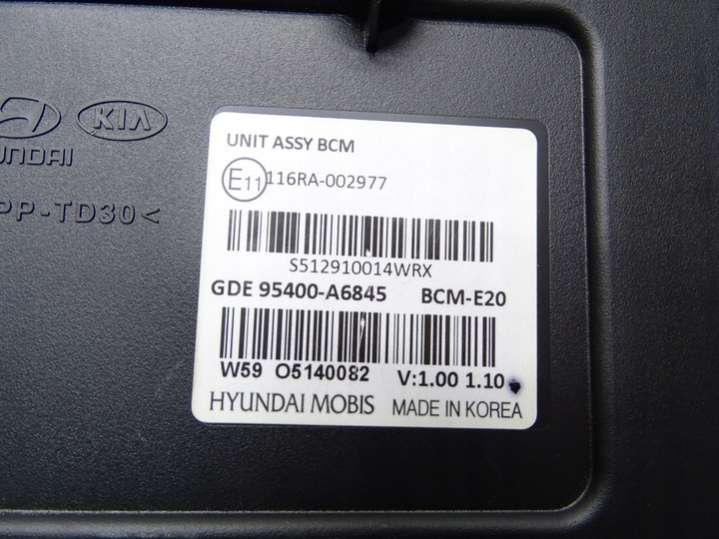 KIA
UNDAI
PP-TD30<
UNIT ASSY BCM
E11 116RA-002977
S512910014WRX
GDE 95400-A6845 BCM-E20
W59 O5140082 V:1.00 1.10
HYUNDAI MOBIS MADE IN KOREA